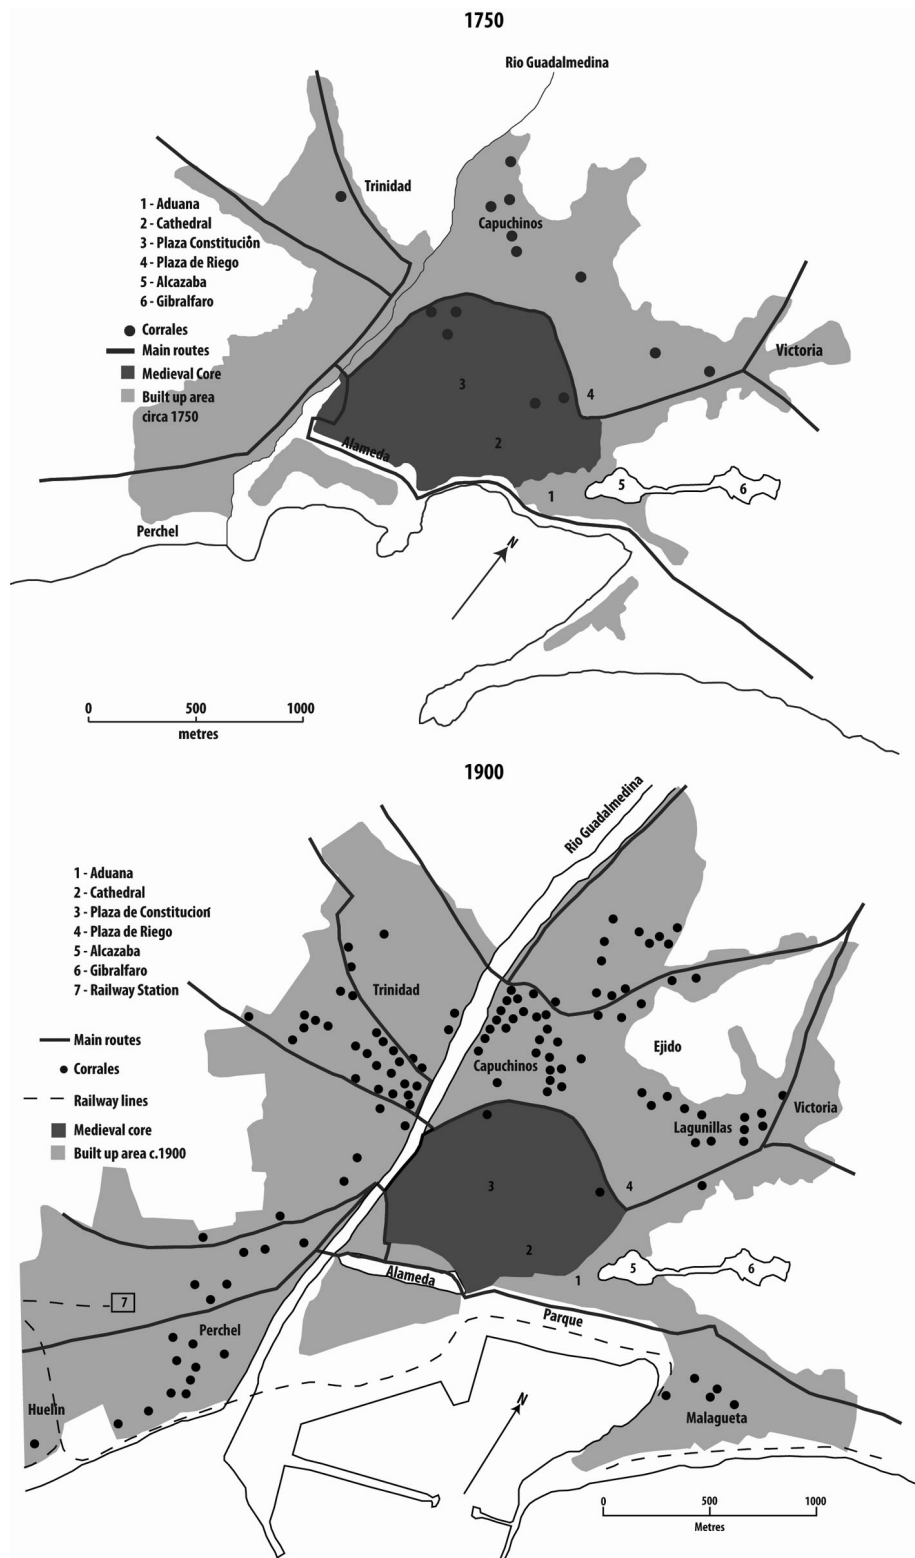 1750
Rio Guadalmedina
Trinidad
1 - Aduana
2 - Cathedral
3 - Plaza Constitución
4 - Plaza de Riego
5 - Alcazaba
6 - Gibralfaro
Corrales
Main routes
Medieval Core
Built up area
circa 1750
Capuchinos
Victoria
3
4
2
Alameda
5
6
1
Perchel
N
0 500 1000
metres
1900
Rio Guadalmedina
1 - Aduana
2 - Cathedral
3 - Plaza de Constitución
4 - Plaza de Riego
5 - Alcazaba
6 - Gibralfaro
7 - Railway Station
Main routes
Corrales
Railway lines
Medieval core
Built up area c.1900
Trinidad
Ejido
Capuchinos
Lagunillas
Victoria
3
4
2
1
5
6
Alameda
Parque
7
Perchel
Huelin
N
Malagueta
0 500 1000
Metres